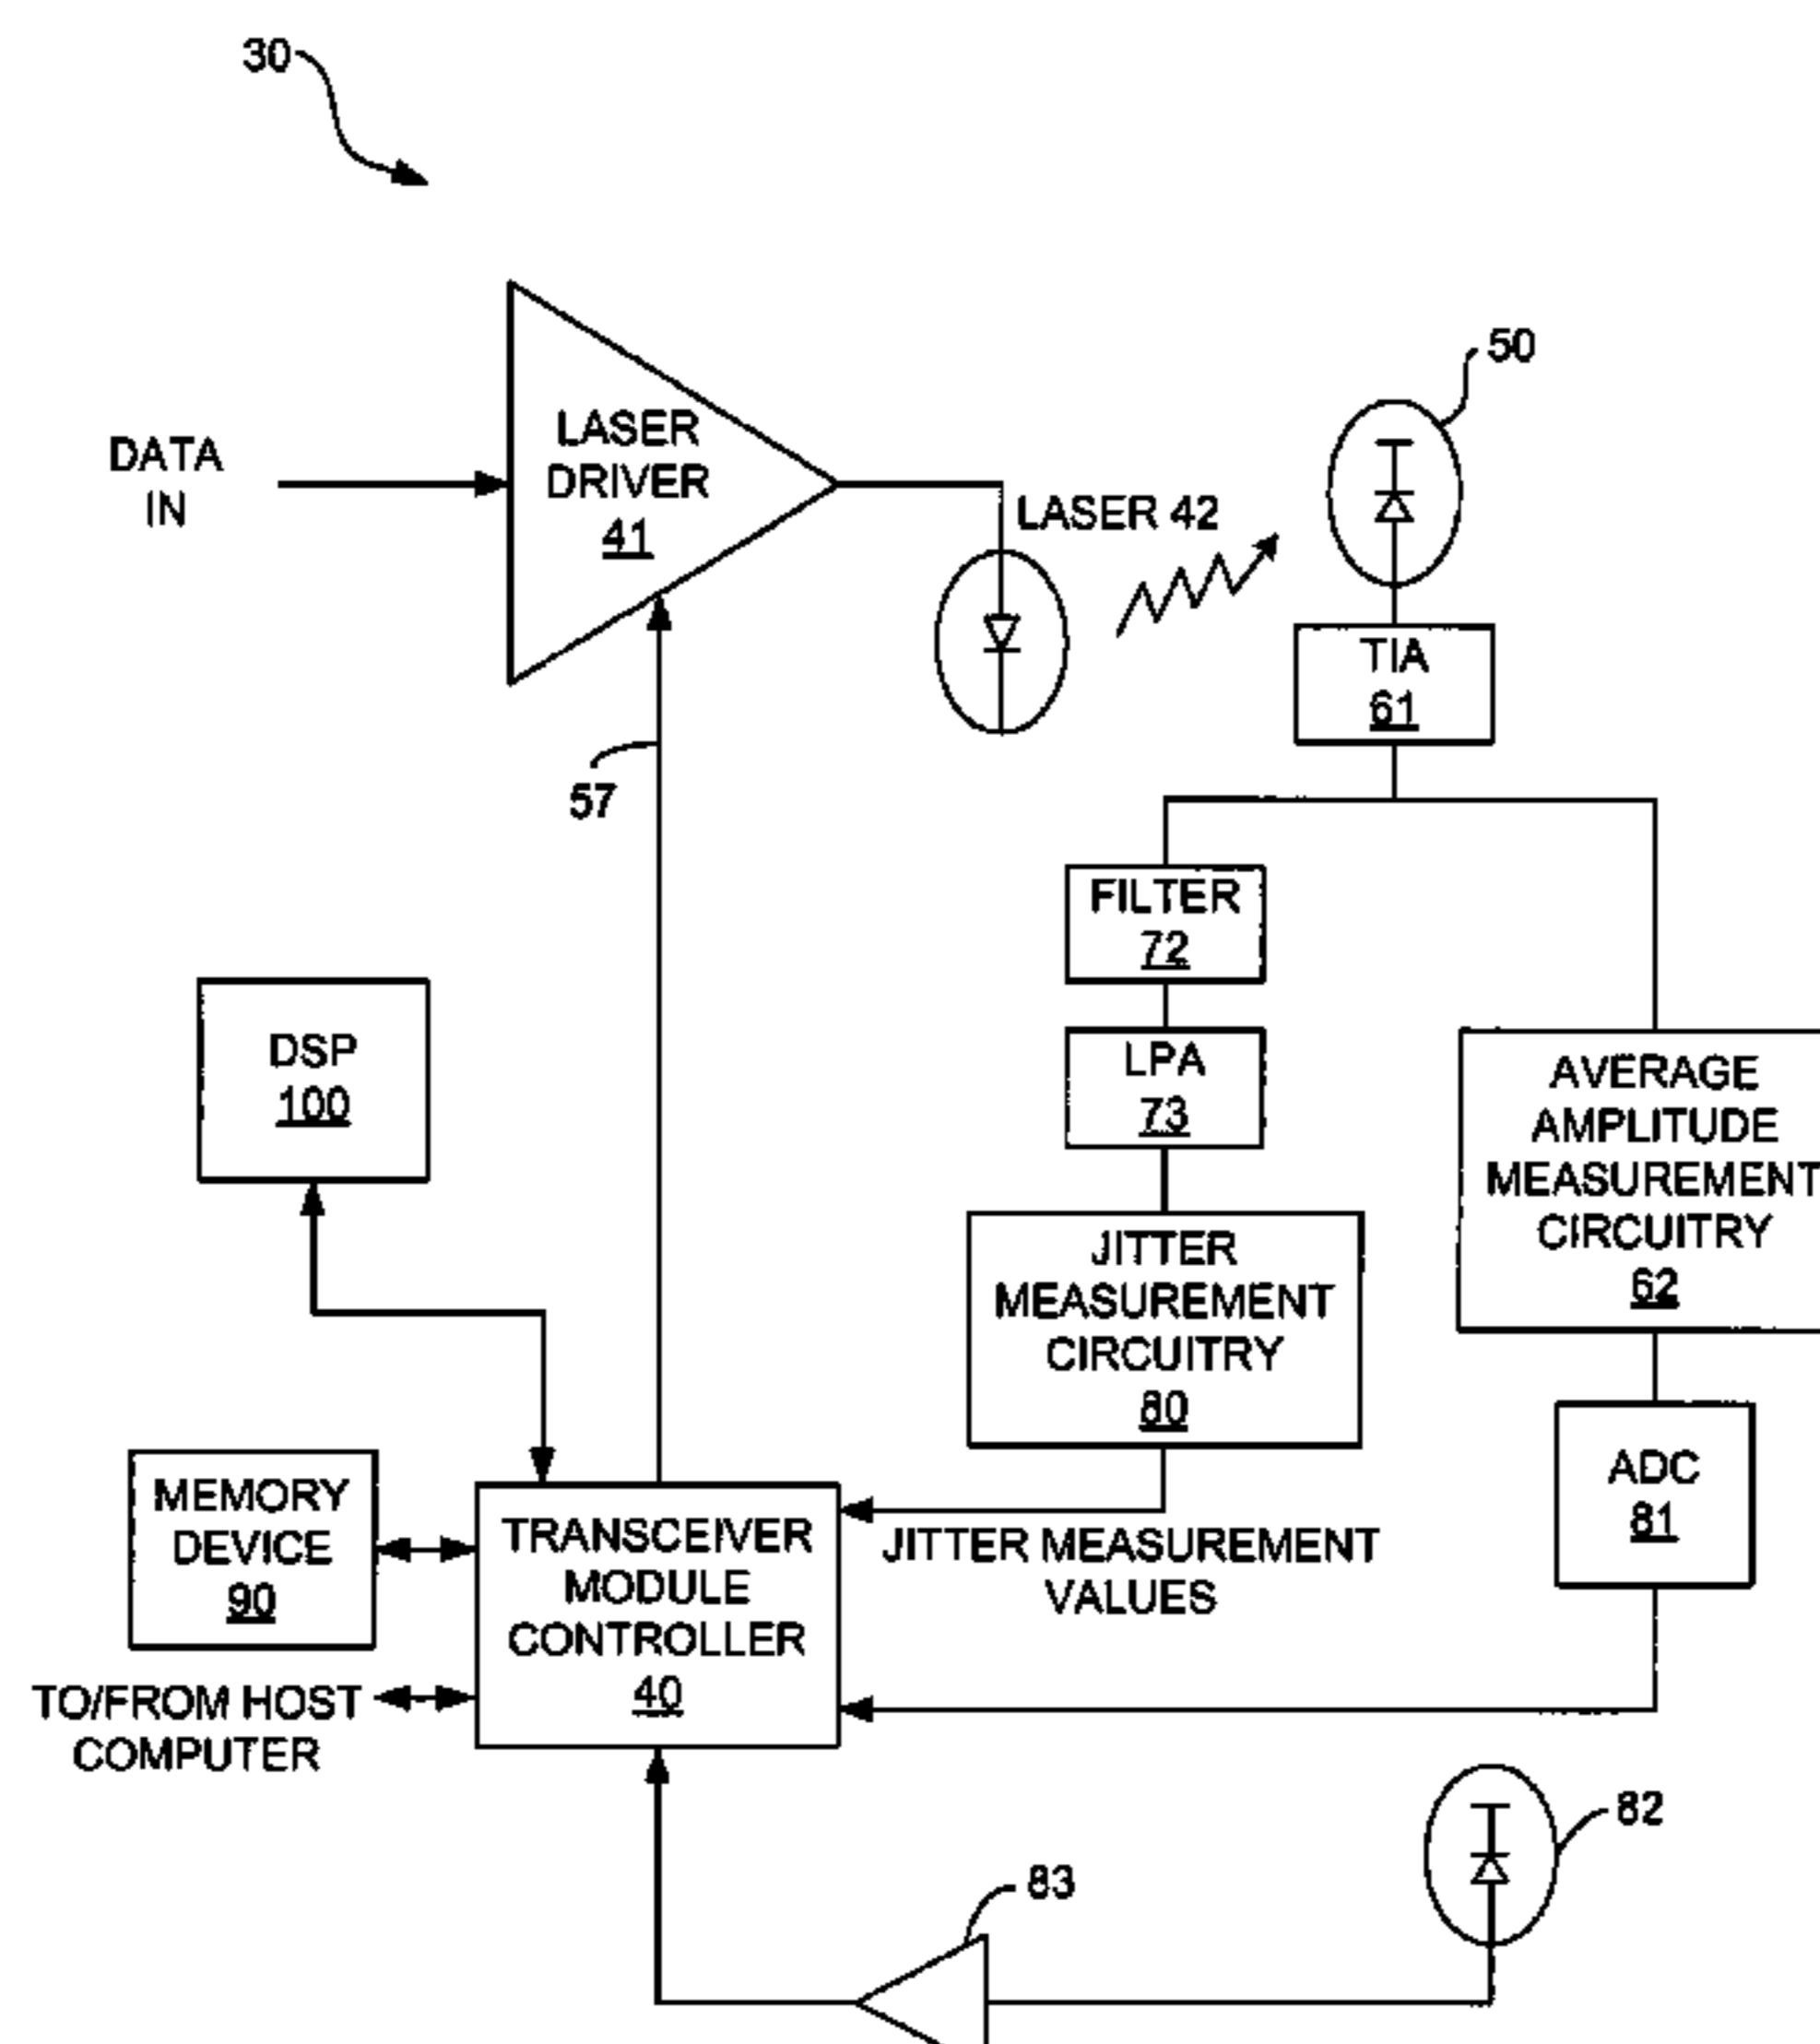 30
50
DATA
IN
LASER
DRIVER
41
LASER 42
TIA
61
57
FILTER
72
DSP
100
LPA
73
AVERAGE
AMPLITUDE
MEASUREMENT
CIRCUITRY
62
JITTER
MEASUREMENT
CIRCUITRY
80
ADC
81
MEMORY
DEVICE
90
TRANSCEIVER
MODULE
CONTROLLER
40
JITTER MEASUREMENT
VALUES
TO/FROM HOST
COMPUTER
82
83